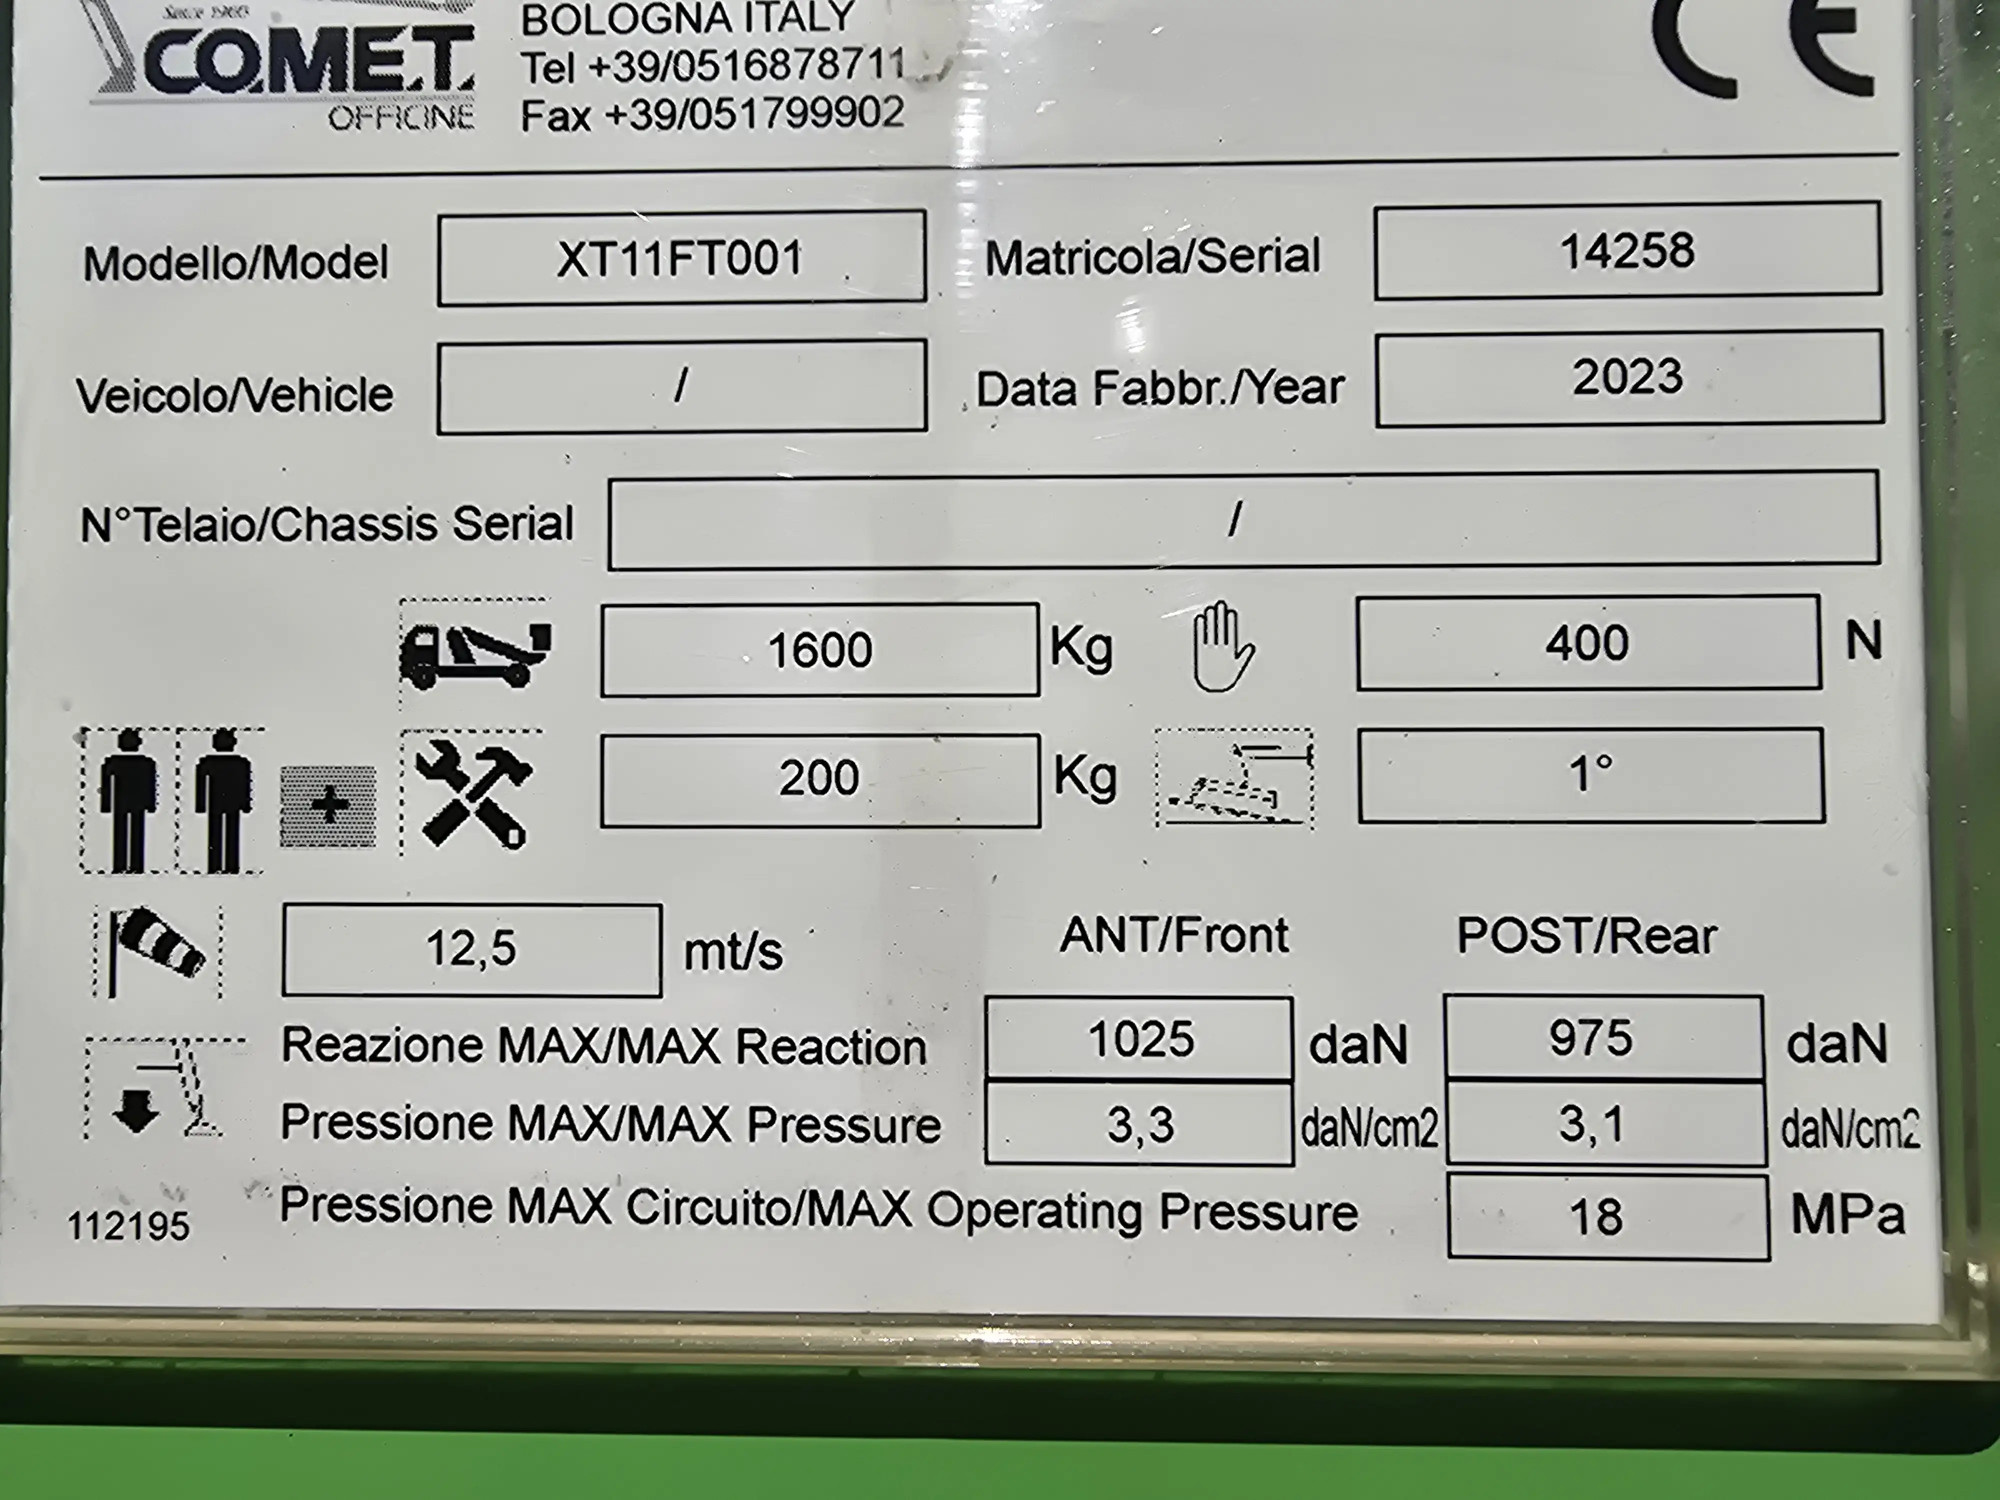 Since 1960
CO.ME.T.
OFFICINE
BOLOGNA ITALY
Tel +39/0516878711
Fax +39/051799902
CE
Modello/Model XT11FT001 Matricola/Serial 14258
Veicolo/Vehicle / Data Fabbr./Year 2023
N°Telaio/Chassis Serial /
1600 Kg 400 N
+ 200 Kg 1°
12,5 mt/s ANT/Front POST/Rear
Reazione MAX/MAX Reaction 1025 daN 975 daN
Pressione MAX/MAX Pressure 3,3 daN/cm2 3,1 daN/cm2
112195 Pressione MAX Circuito/MAX Operating Pressure 18 MPa